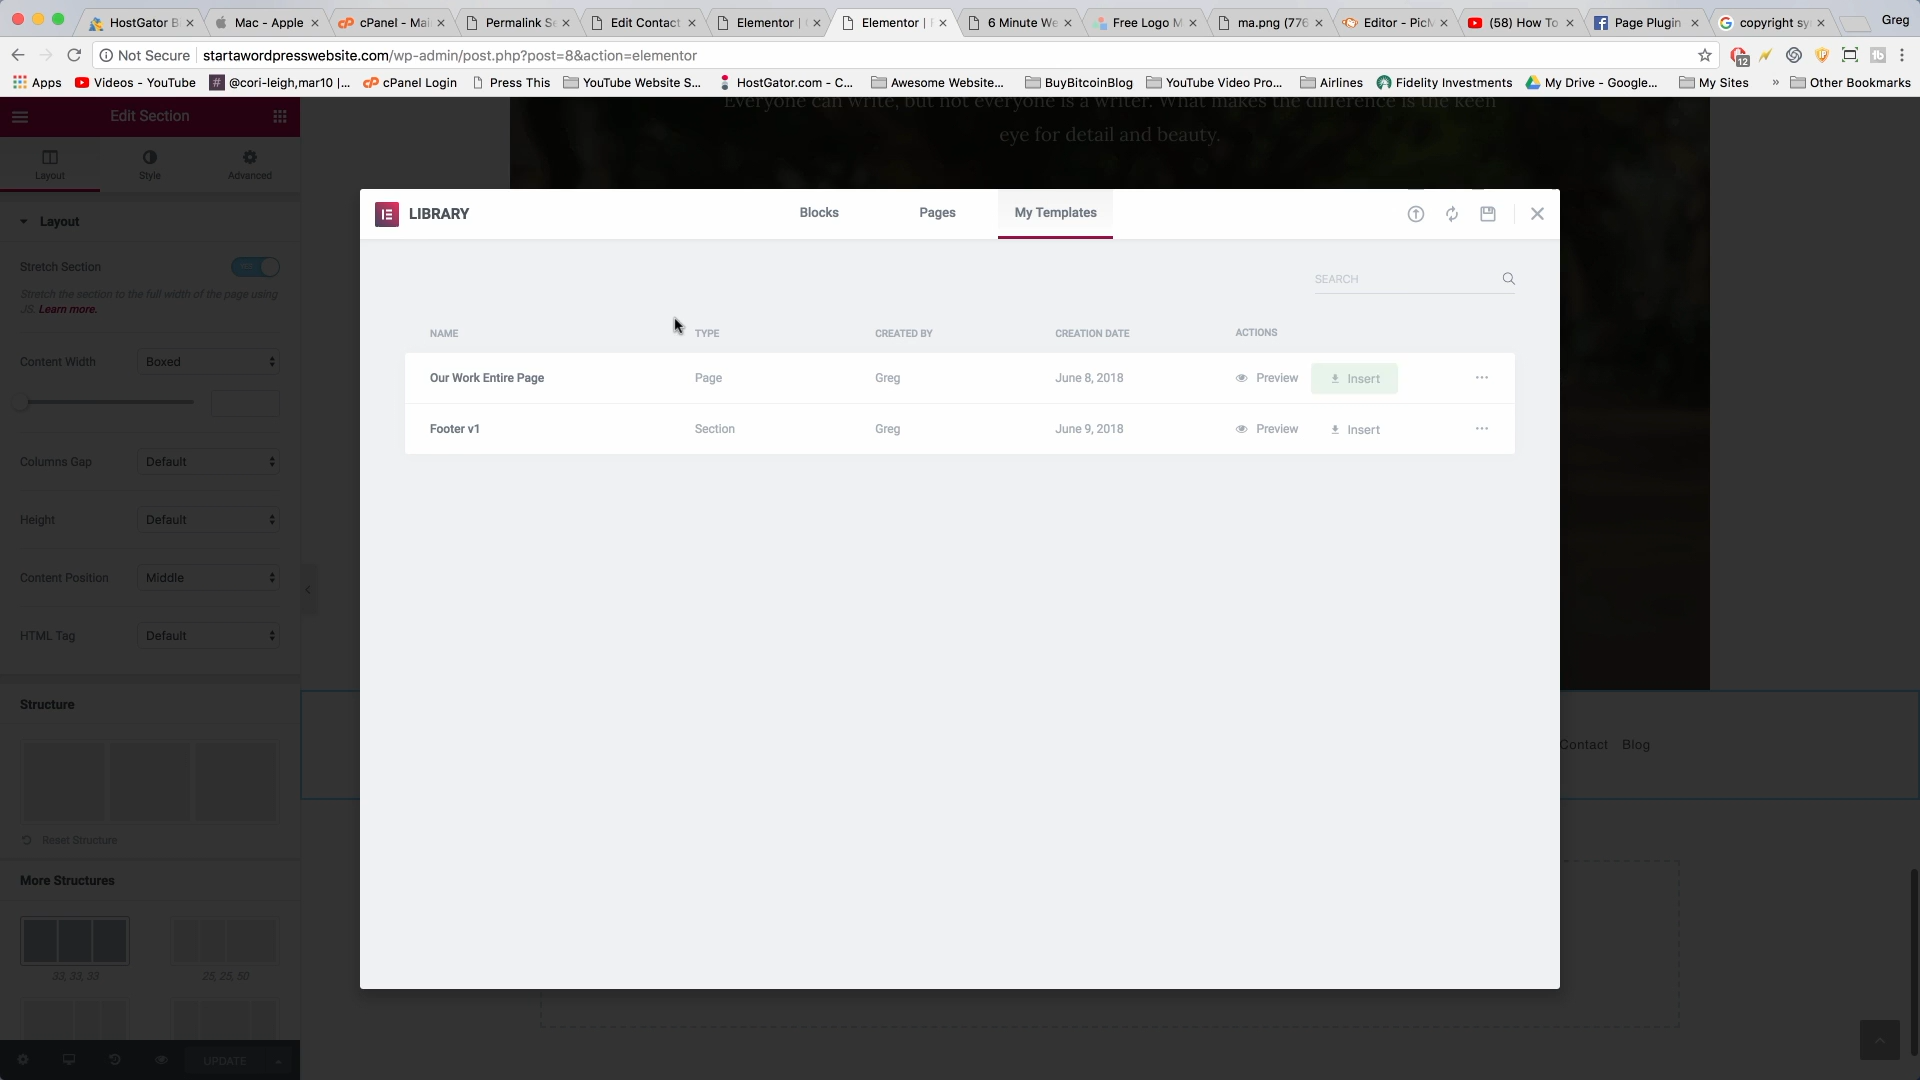 HostGator B
Mac - Apple
cPanel - Mai
Permalink Se
Edit Contact
Elementor |
Elementor |
6 Minute We
Free Logo M
ma.png (776
Editor - PicM
(58) How To
Page Plugin
copyright sy
Greg
Not Secure
startawordpresswebsite.com/wp-admin/post.php?post=8&action=elementor
12
Apps
Videos - YouTube
@cori-leigh,mar10 |...
cPanel Login
Press This
YouTube Website S...
HostGator.com - C...
Awesome Website...
BuyBitcoinBlog
YouTube Video Pro...
Airlines
Fidelity Investments
My Drive - Google...
My Sites
»
Other Bookmarks
Everyone can write, but not everyone is a writer. What makes the difference is the keen
eye for detail and beauty.
Edit Section
Layout
Style
Advanced
Layout
Stretch Section
YES
Stretch the section to the full width of the page using
JS. Learn more.
Content Width
Boxed
Columns Gap
Default
Height
Default
Content Position
Middle
HTML Tag
Default
Structure
Reset Structure
More Structures
33, 33, 33
25, 25, 50
UPDATE
LIBRARY
Blocks
Pages
My Templates
SEARCH
NAME
TYPE
CREATED BY
CREATION DATE
ACTIONS
Our Work Entire Page
Page
Greg
June 8, 2018
Preview
Insert
Footer v1
Section
Greg
June 9, 2018
Preview
Insert
Contact
Blog